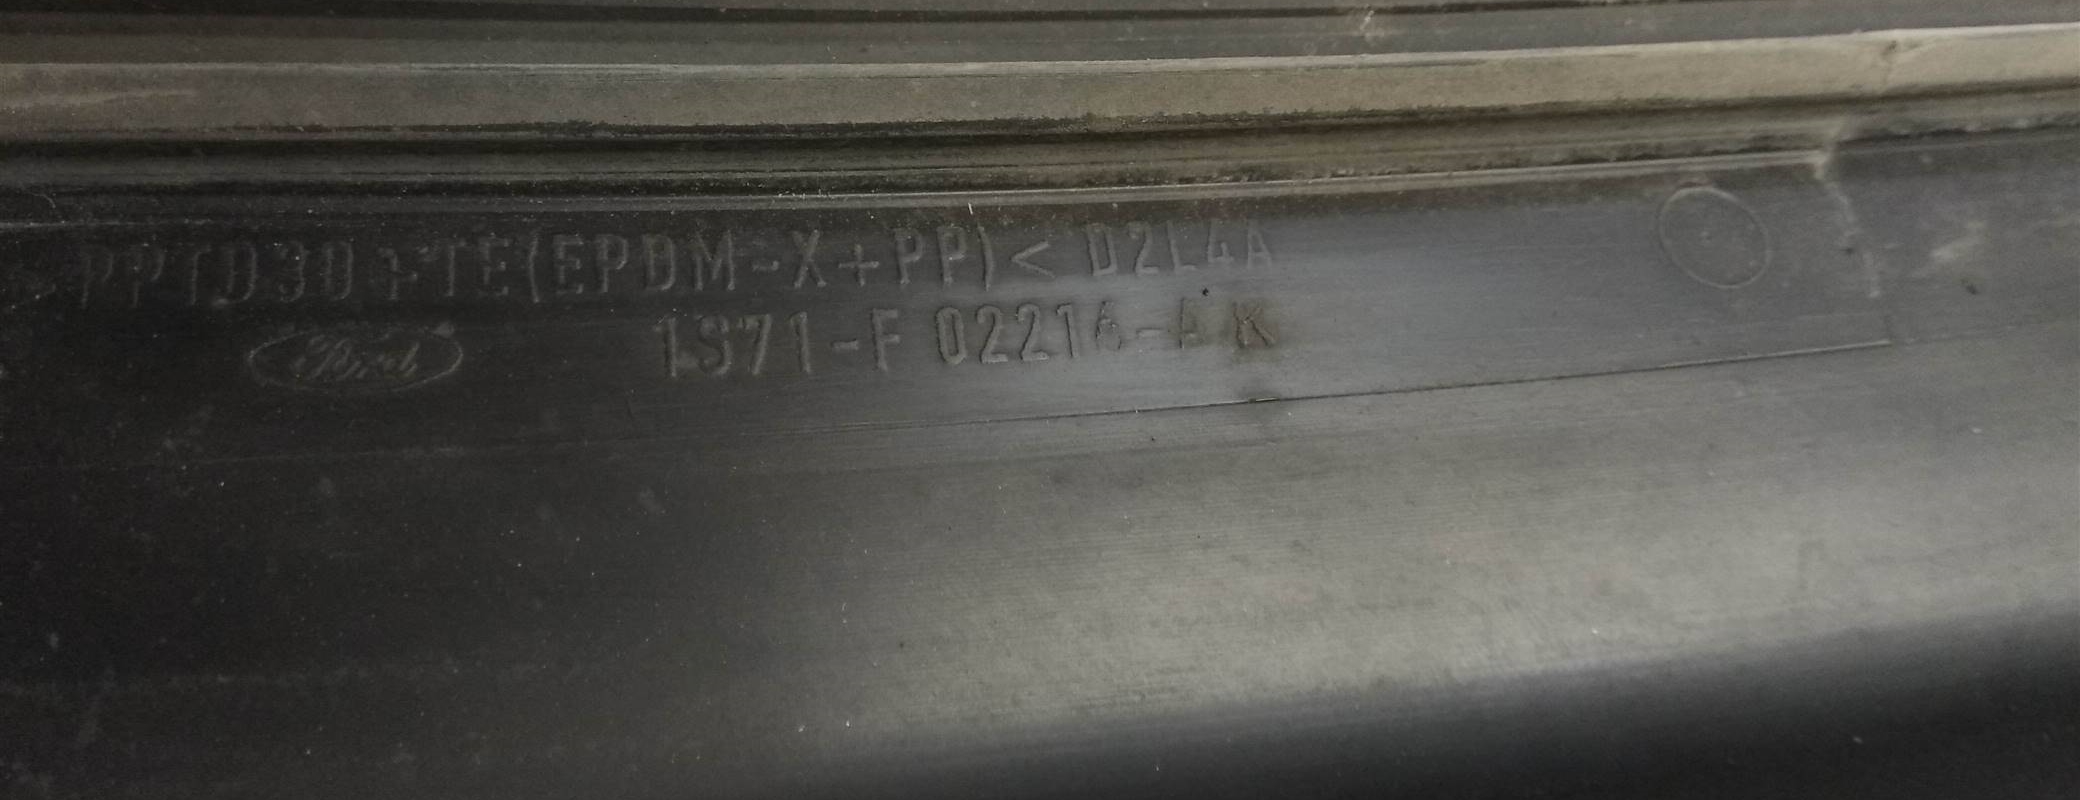 >PPTD30+TE(EPDM-X+PP)< D2L4A
Ford 1S71-F 02216-A K